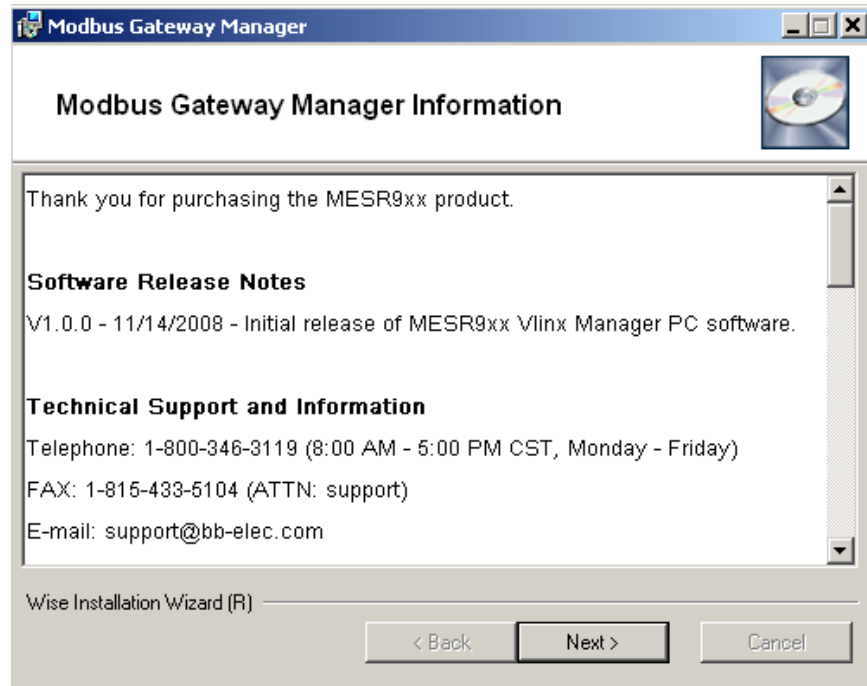 Modbus Gateway Manager
Modbus Gateway Manager Information
Thank you for purchasing the MESR9xx product.
Software Release Notes
V1.0.0 - 11/14/2008 - Initial release of MESR9xx Vlinx Manager PC software.
Technical Support and Information
Telephone: 1-800-346-3119 (8:00 AM - 5:00 PM CST, Monday - Friday)
FAX: 1-815-433-5104 (ATTN: support)
E-mail: support@bb-elec.com
Wise Installation Wizard (R)
< Back Next > Cancel